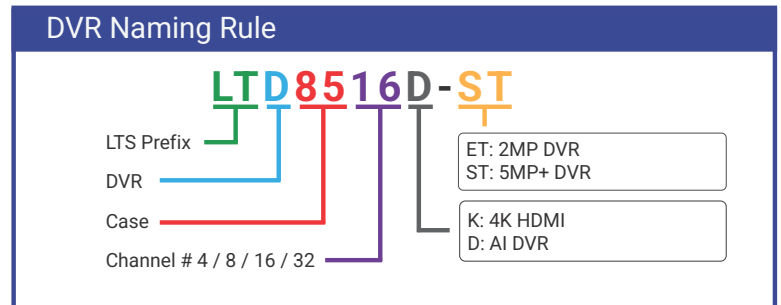 DVR Naming Rule
LTD8516D-ST
LTS Prefix
DVR
Case
Channel # 4 / 8 / 16 / 32
ET: 2MP DVR
ST: 5MP+ DVR
K: 4K HDMI
D: AI DVR